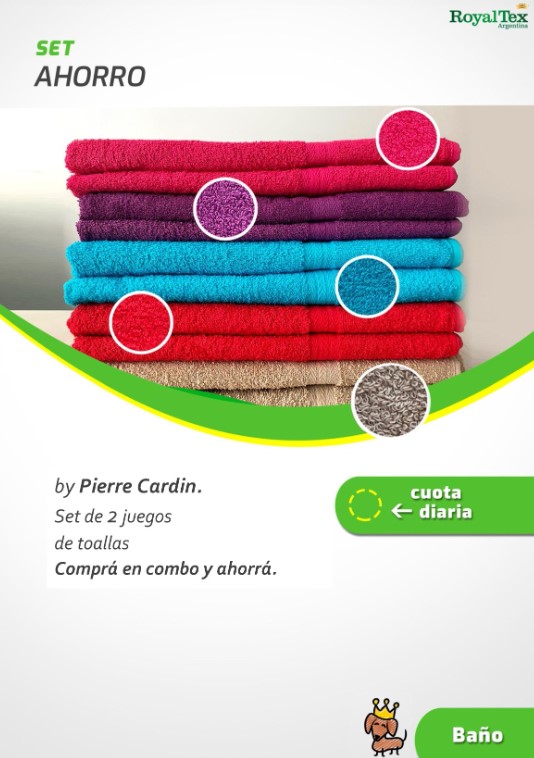 RoyalTex
Argentina
SET
AHORRO
by Pierre Cardin.
Set de 2 juegos
de toallas
Comprá en combo y ahorrá.
cuota
← diaria
Baño